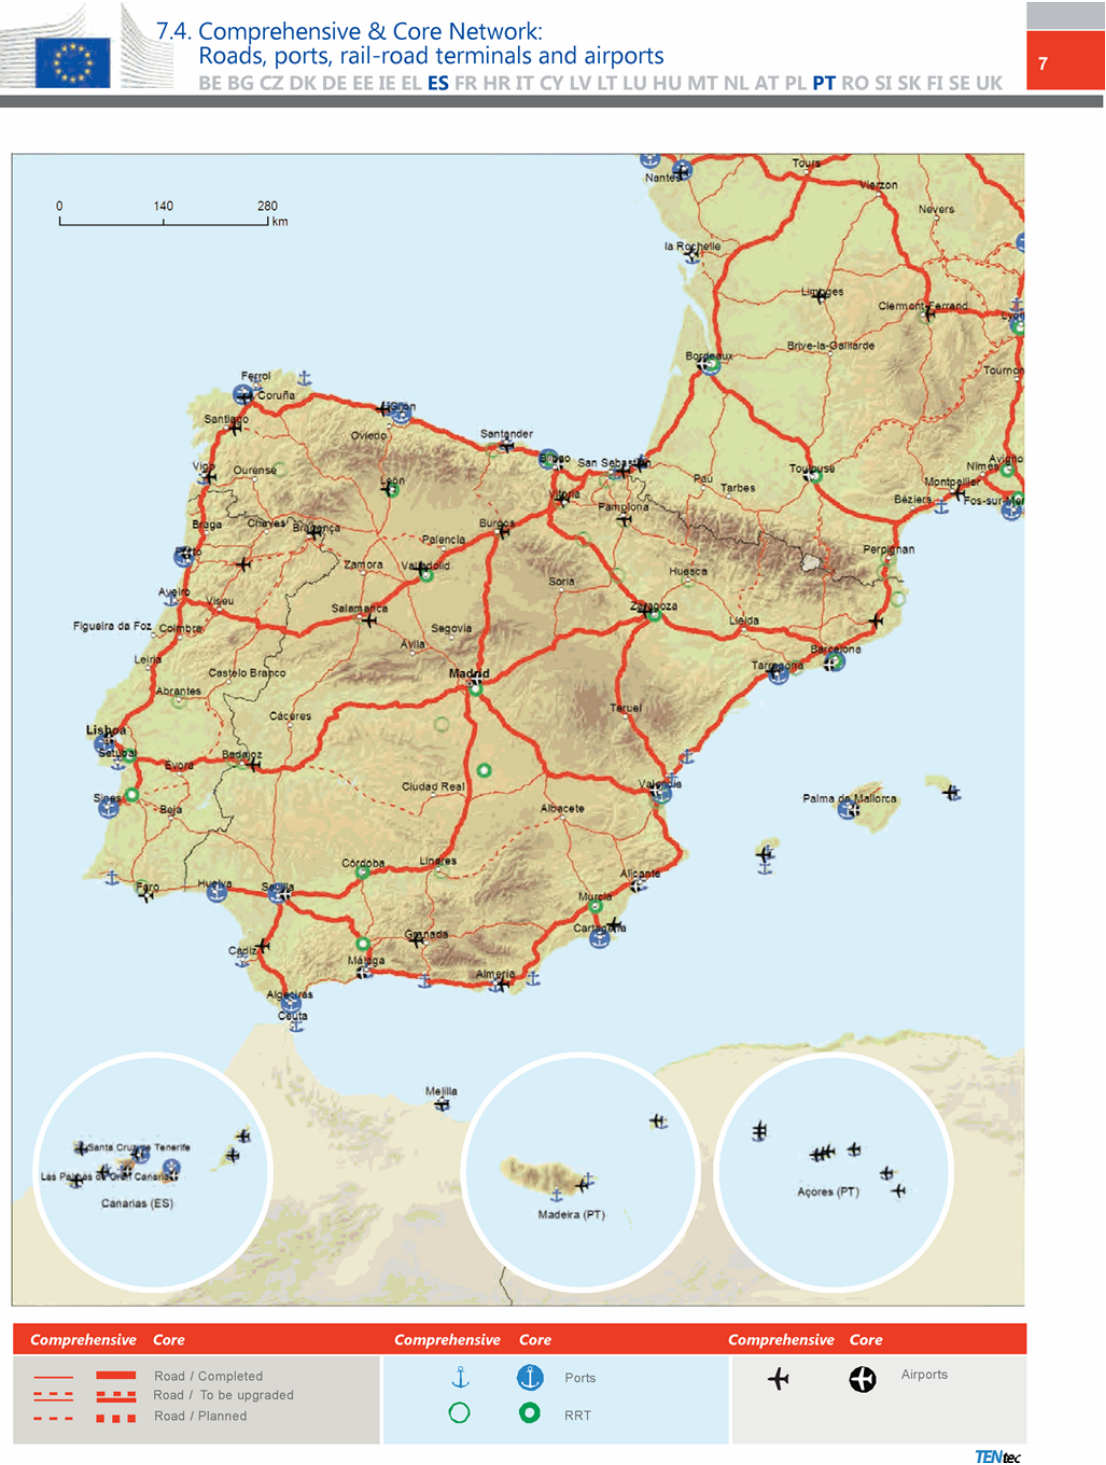 7.4. Comprehensive & Core Network:
Roads, ports, rail-road terminals and airports
BE BG CZ DK DE EE IE EL ES FR HR IT CY LV LT LU HU MT NL AT PL PT RO SI SK FI SE UK
7
0 140 280
km
Tours
Nantes
Vierzon
Nevers
la Rochelle
Limoges
Clermont-Ferrand
Lyon
Brive-la-Gaillarde
Bordeaux
Tournon
Ferrol
Coruña
Santiago
Gijón
Oviedo
Santander
Bilbao
San Sebastián
Avigno
Nimes
Toulouse
Vigo
Ourense
León
Pau
Tarbes
Montpellier
Béziers
Fos-sur-Mer
Vitoria
Pamplona
Braga
Chaves
Bragança
Burgos
Palencia
Perpignan
Porto
Zamora
Valladolid
Huesca
Soria
Aveiro
Viseu
Salamanca
Zaragoza
Lleida
Figueira da Foz
Coimbra
Segovia
Ávila
Barcelona
Leiria
Castelo Branco
Madrid
Tarragona
Abrantes
Cáceres
Teruel
Lisboa
Setubal
Évora
Badajoz
Ciudad Real
Valencia
Palma de Mallorca
Sines
Beja
Albacete
Córdoba
Linares
Alicante
Faro
Huelva
Sevilla
Murcia
Cartagena
Granada
Cádiz
Málaga
Almería
Algeciras
Ceuta
Melilla
Santa Cruz de Tenerife
Las Palmas de Gran Canaria
Canarias (ES)
Madeira (PT)
Açores (PT)
Comprehensive Core
Road / Completed
Road / To be upgraded
Road / Planned
Comprehensive Core
Ports
RRT
Comprehensive Core
Airports
TENtec